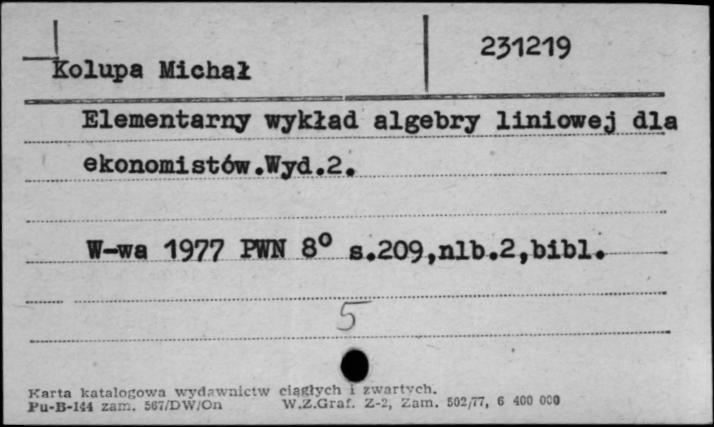 231219
Kolupa Michał
Elementarny wykład algebry liniowej dla
ekonomistów.Wyd.2.
W-wa 1977 PWN 8° s.209,nlb.2,bibl.
5
Karta katalogowa wydawnictw ciągłych i zwartych.
Pu-B-144 zam. 567/DW/On W.Z.Graf. Z-2, Zam. 502/77, 6 400 000